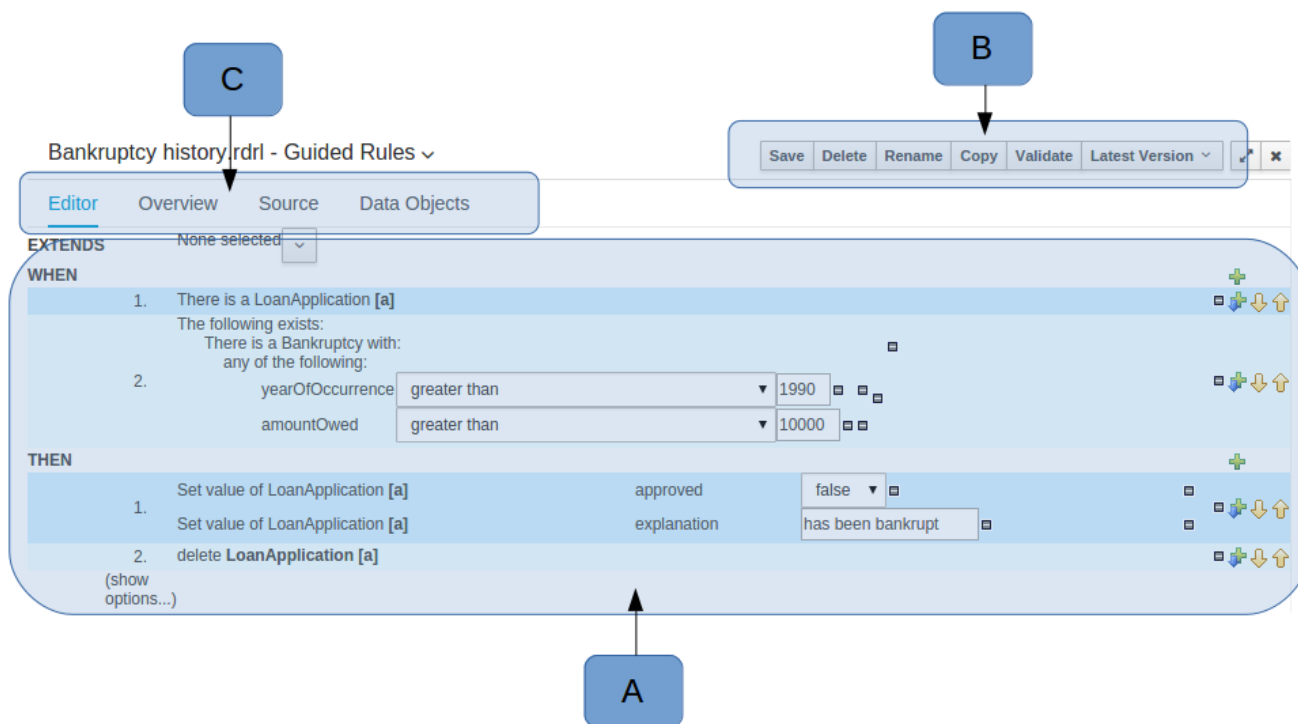 C
B
Bankruptcy history.rdrl - Guided Rules
Save Delete Rename Copy Validate Latest Version
Editor Overview Source Data Objects
EXTENDS None selected
WHEN
1. There is a LoanApplication [a]
The following exists:
There is a Bankruptcy with:
any of the following:
2.
yearOfOccurrence greater than 1990
amountOwed greater than 10000
THEN
Set value of LoanApplication [a] approved false
1.
Set value of LoanApplication [a] explanation has been bankrupt
2. delete LoanApplication [a]
(show
options...)
A